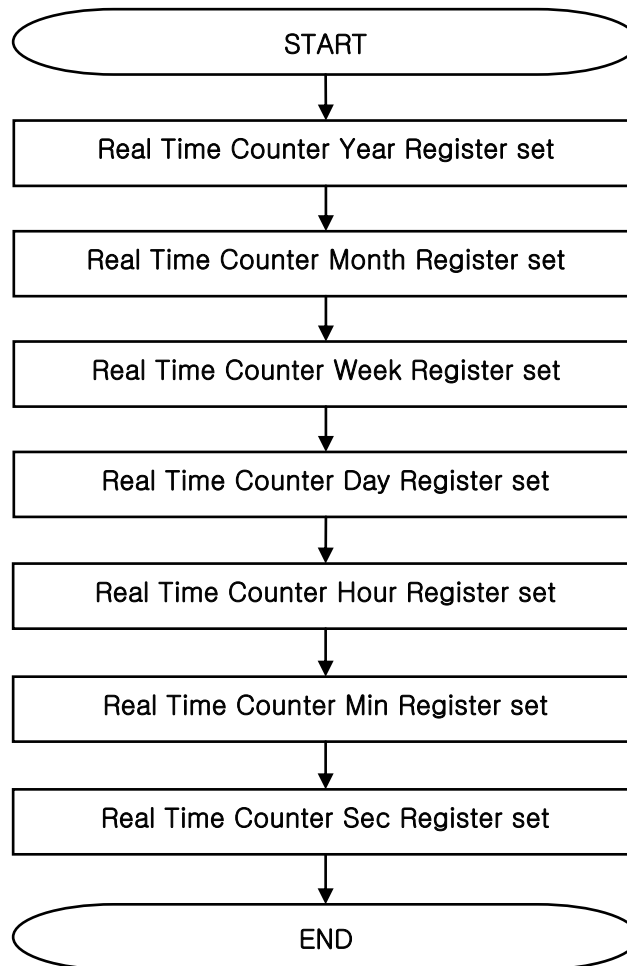 START
Real Time Counter Year Register set
Real Time Counter Month Register set
Real Time Counter Week Register set
Real Time Counter Day Register set
Real Time Counter Hour Register set
Real Time Counter Min Register set
Real Time Counter Sec Register set
END